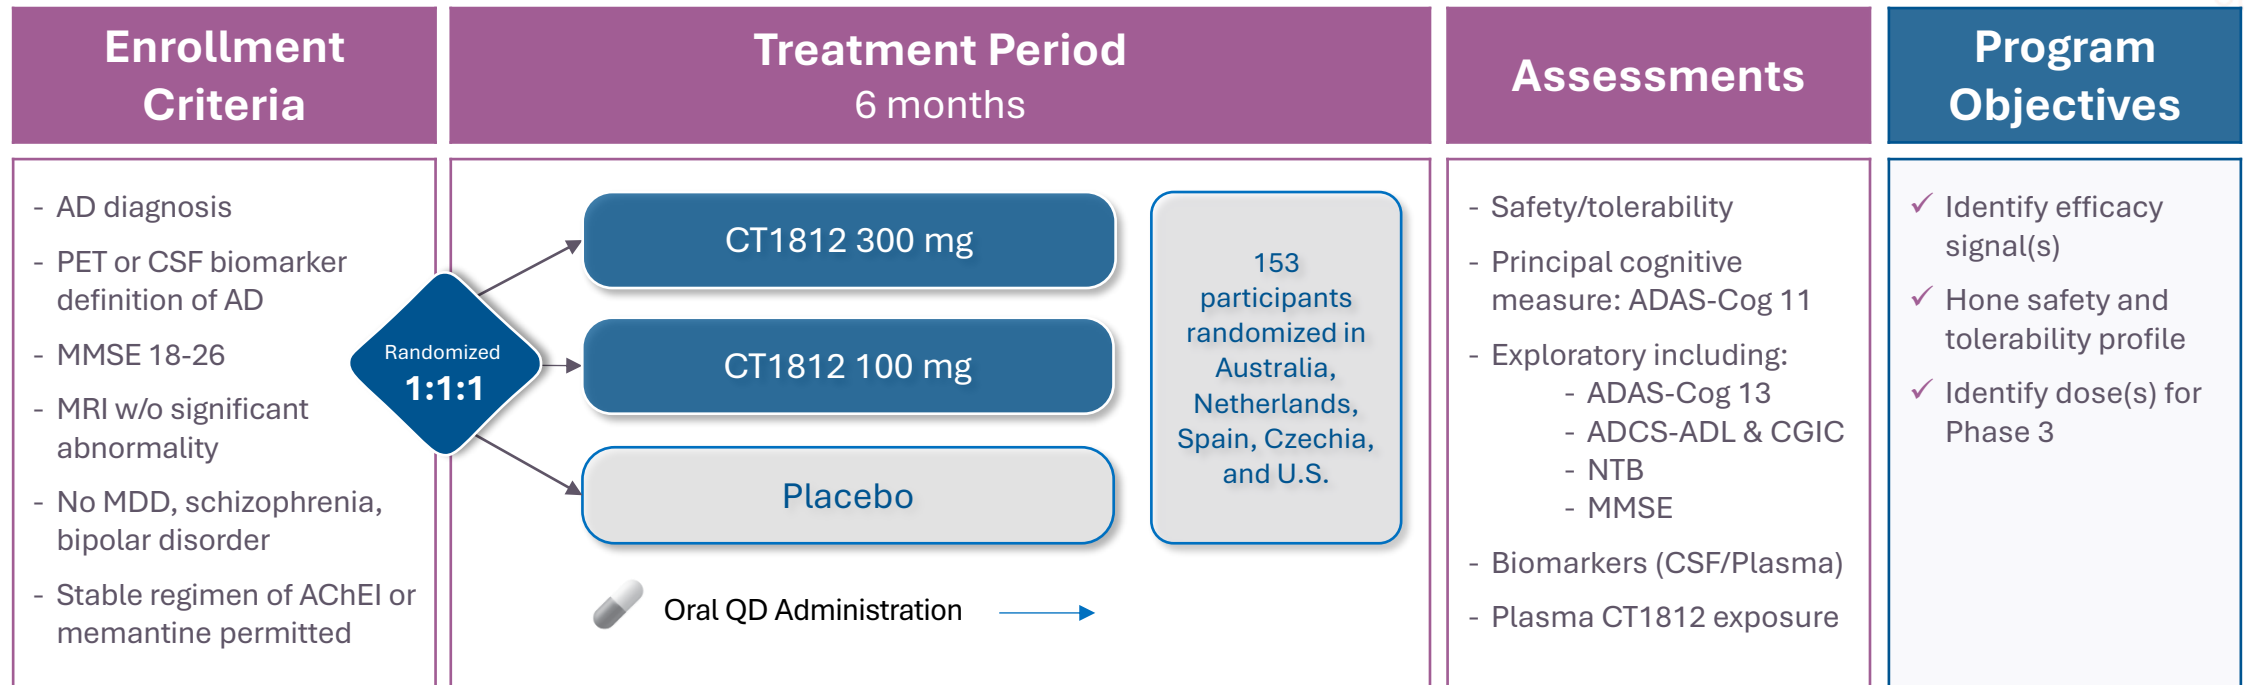 Enrollment
Criteria
- AD diagnosis
- PET or CSF biomarker
definition of AD
- MMSE 18-26
- MRI w/o significant
abnormality
- No MDD, schizophrenia,
bipolar disorder
- Stable regimen of AChEI or
memantine permitted
Treatment Period
6 months
Randomized
1:1:1
CT1812 300 mg
CT1812 100 mg
Placebo
153
participants
randomized in
Australia,
Netherlands,
Spain, Czechia,
and U.S.
Oral QD Administration
Assessments
- Safety/tolerability
- Principal cognitive
measure: ADAS-Cog 11
- Exploratory including:
- ADAS-Cog 13
- ADCS-ADL & CGIC
- NTB
- MMSE
- Biomarkers (CSF/Plasma)
- Plasma CT1812 exposure
Program
Objectives
✓ Identify efficacy
signal(s)
✓ Hone safety and
tolerability profile
✓ Identify dose(s) for
Phase 3